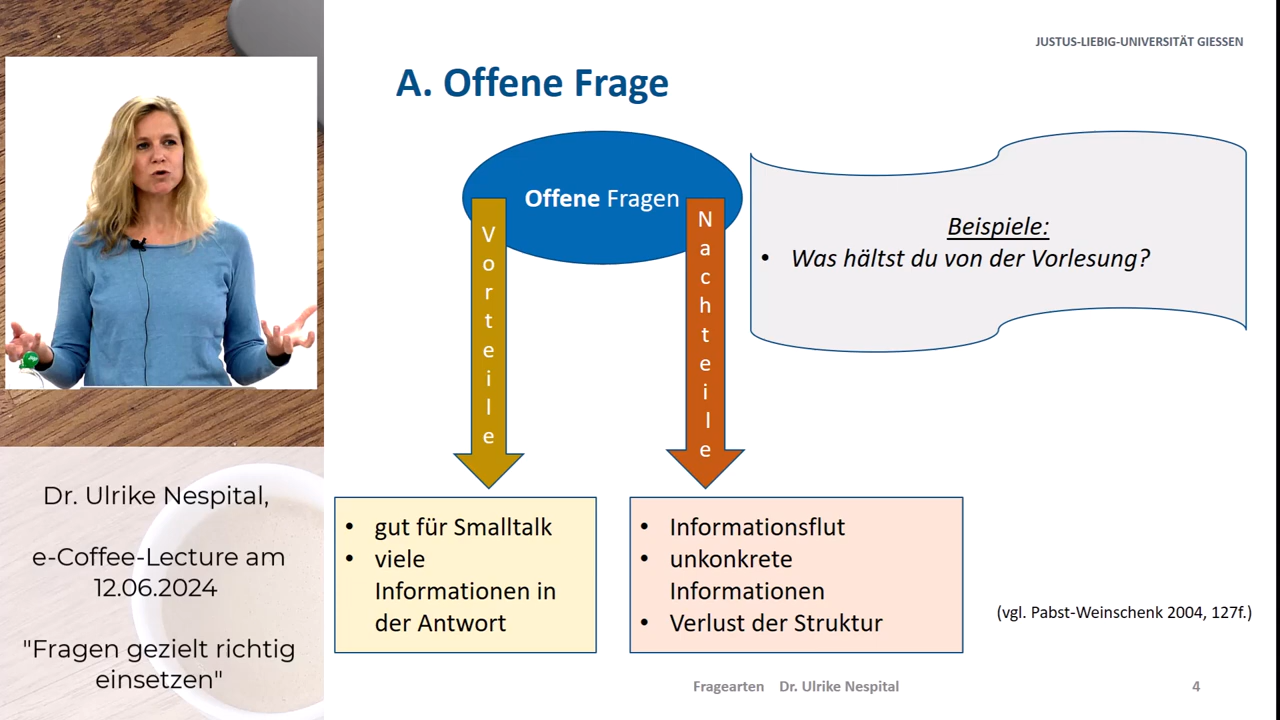 JUSTUS-LIEBIG-UNIVERSITÄT GIESSEN
A. Offene Frage
Offene Fragen
Vorteile
Nachteile
Beispiele:
• Was hältst du von der Vorlesung?
• gut für Smalltalk
• viele
Informationen in
der Antwort
• Informationsflut
• unkonkrete
Informationen
• Verlust der Struktur
(vgl. Pabst-Weinschenk 2004, 127f.)
Fragearten Dr. Ulrike Nespital
4
Dr. Ulrike Nespital,
e-Coffee-Lecture am
12.06.2024
"Fragen gezielt richtig
einsetzen"